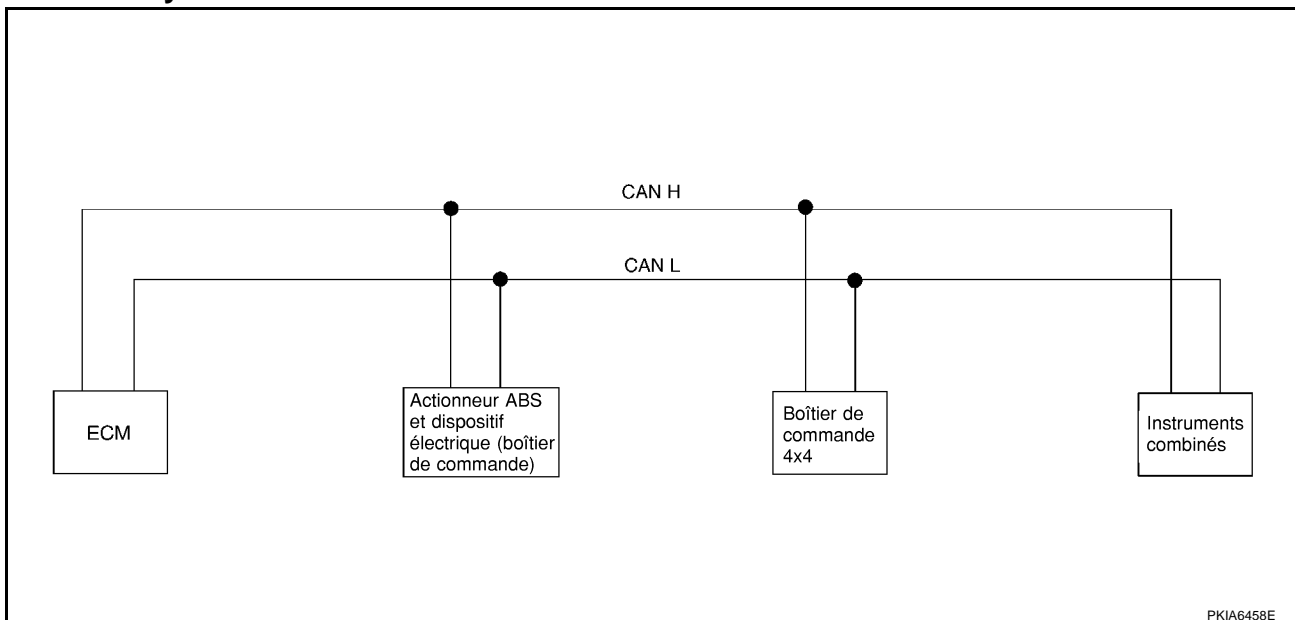 CAN H
CAN L
ECM
Actionneur ABS
et dispositif
électrique (boîtier
de commande)
Boîtier de
commande
4x4
Instruments
combinés
PKIA6458E